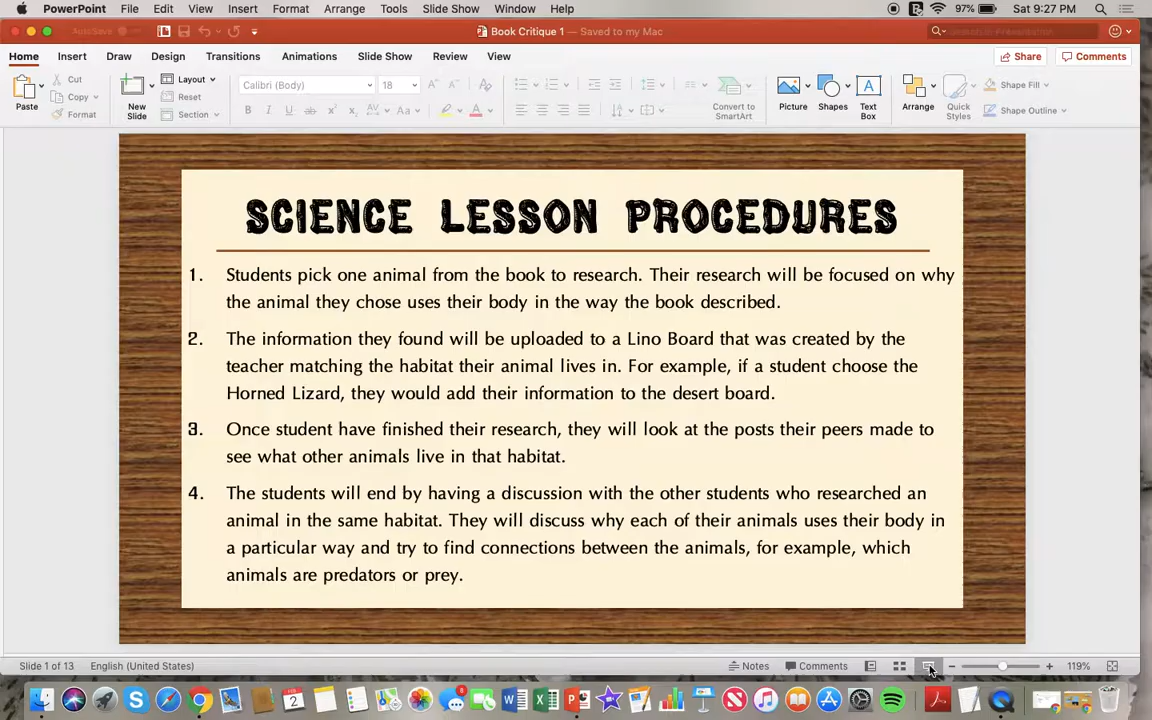 PowerPoint File Edit View Insert Format Arrange Tools Slide Show Window Help 97% Sat 9:27 PM
AutoSave Book Critique 1 — Saved to my Mac
Home Insert Draw Design Transitions Animations Slide Show Review View Share Comments
Paste Cut Copy Format New Slide Layout Reset Section Calibri (Body) 18 Convert to SmartArt Picture Shapes Text Box Arrange Quick Styles Shape Fill Shape Outline
SCIENCE LESSON PROCEDURES
1. Students pick one animal from the book to research. Their research will be focused on why
the animal they chose uses their body in the way the book described.
2. The information they found will be uploaded to a Lino Board that was created by the
teacher matching the habitat their animal lives in. For example, if a student choose the
Horned Lizard, they would add their information to the desert board.
3. Once student have finished their research, they will look at the posts their peers made to
see what other animals live in that habitat.
4. The students will end by having a discussion with the other students who researched an
animal in the same habitat. They will discuss why each of their animals uses their body in
a particular way and try to find connections between the animals, for example, which
animals are predators or prey.
Slide 1 of 13 English (United States) Notes Comments 119%